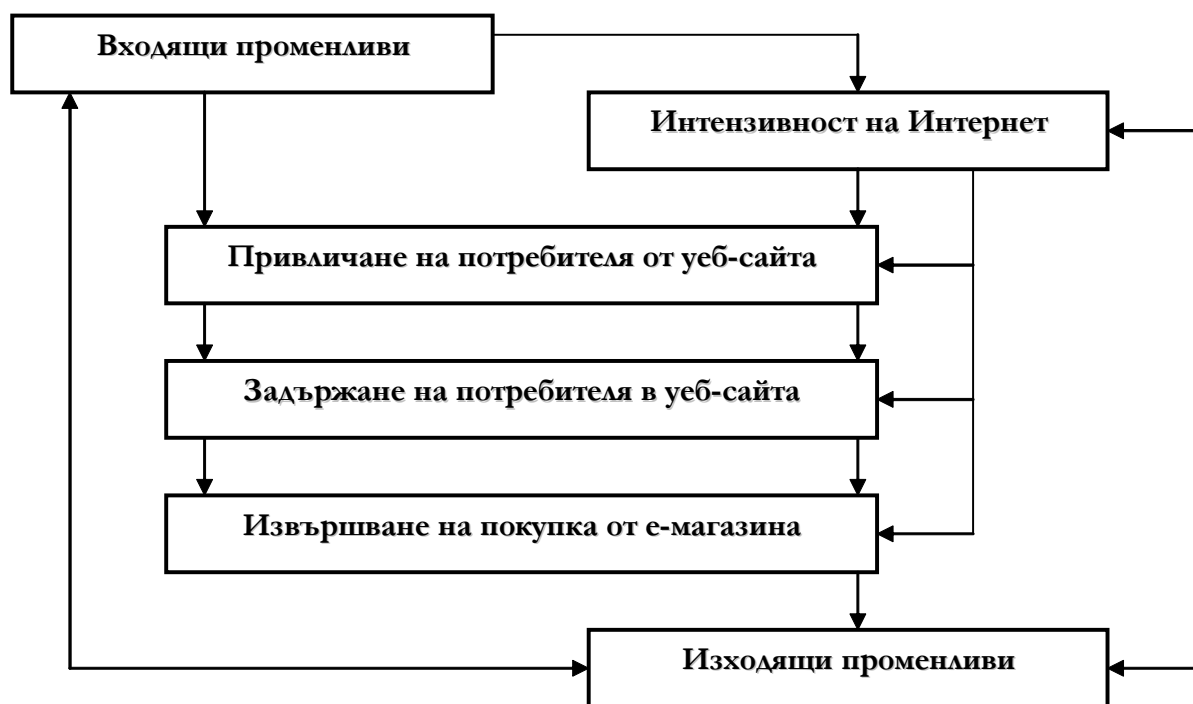 Входящи променливи
Интензивност на Интернет
Привличане на потребителя от уеб-сайта
Задържане на потребителя в уеб-сайта
Извършване на покупка от е-магазина
Изходящи променливи